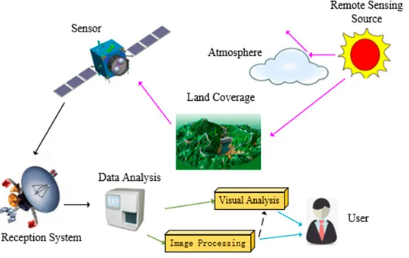 Remote Sensing
Source
Sensor
Atmosphere
Land Coverage
Data Analysis
Visual Analysis
User
Reception System
Image Processing